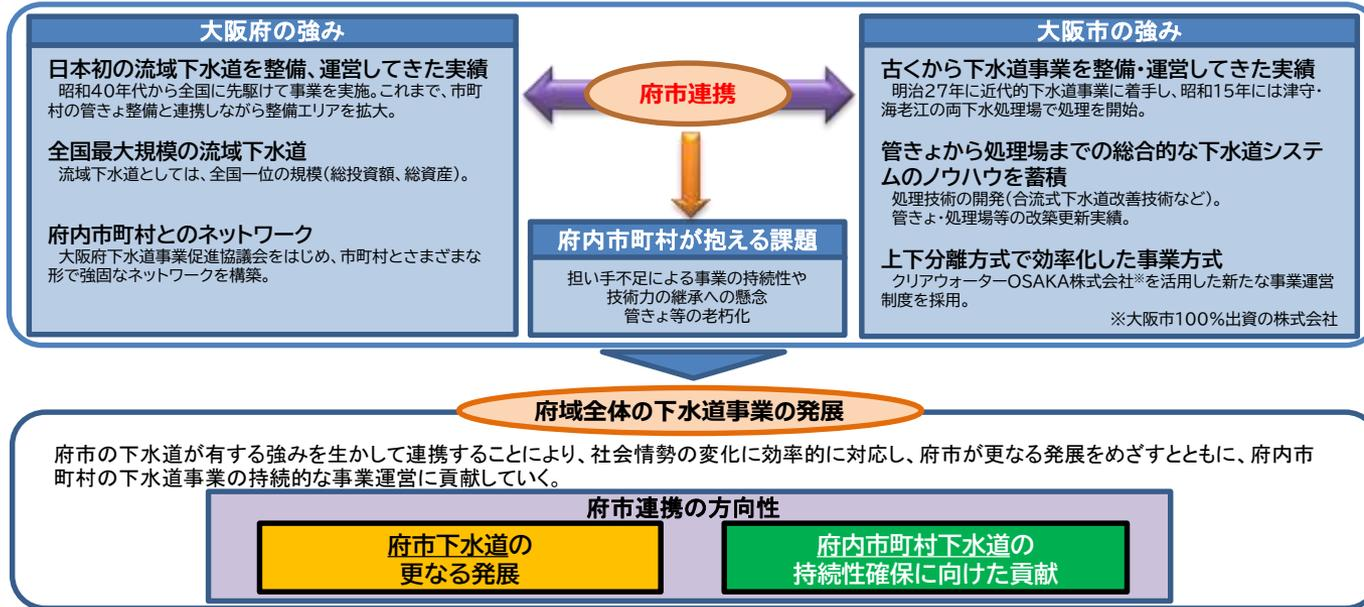 大阪府の強み
日本初の流域下水道を整備、運営してきた実績
昭和40年代から全国に先駆けて事業を実施。これまで、市町
村の管きょ整備と連携しながら整備エリアを拡大。
全国最大規模の流域下水道
流域下水道としては、全国一位の規模(総投資額、総資産)。
府内市町村とのネットワーク
大阪府下水道事業促進協議会をはじめ、市町村とさまざまな
形で強固なネットワークを構築。
府市連携
府内市町村が抱える課題
担い手不足による事業の持続性や
技術力の継承への懸念
管きょ等の老朽化
大阪市の強み
古くから下水道事業を整備・運営してきた実績
明治27年に近代的下水道事業に着手し、昭和15年には津守・
海老江の両下水処理場で処理を開始。
管きょから処理場までの総合的な下水道システ
ムのノウハウを蓄積
処理技術の開発(合流式下水道改善技術など)。
管きょ・処理場等の改築更新実績。
上下分離方式で効率化した事業方式
クリアウォーターOSAKA株式会社※を活用した新たな事業運営
制度を採用。
※大阪市100%出資の株式会社
府域全体の下水道事業の発展
府市の下水道が有する強みを生かして連携することにより、社会情勢の変化に効率的に対応し、府市が更なる発展をめざすとともに、府内市
町村の下水道事業の持続的な事業運営に貢献していく。
府市連携の方向性
府市下水道の
更なる発展
府内市町村下水道の
持続性確保に向けた貢献